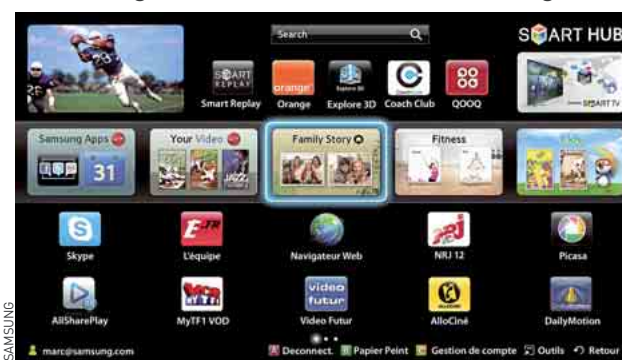 Search
SMART HUB
SMART
REPLAY
orange
Explore 3D
Smart Replay
Orange
Explore 3D
Coach Club
QOOQ
SMART TV
Samsung Apps
Your Video
Family Story
Fitness
Kids
31
JAZZ
Skype
L'équipe
Navigateur Web
NRJ 12
Picasa
video
futur
AllSharePlay
MyTF1 VOD
Video Futur
AlloCiné
DailyMotion
marc@samsung.com
A Deconnect.
B Papier Peint
C Gestion de compte
Outils
Retour
SAMSUNG